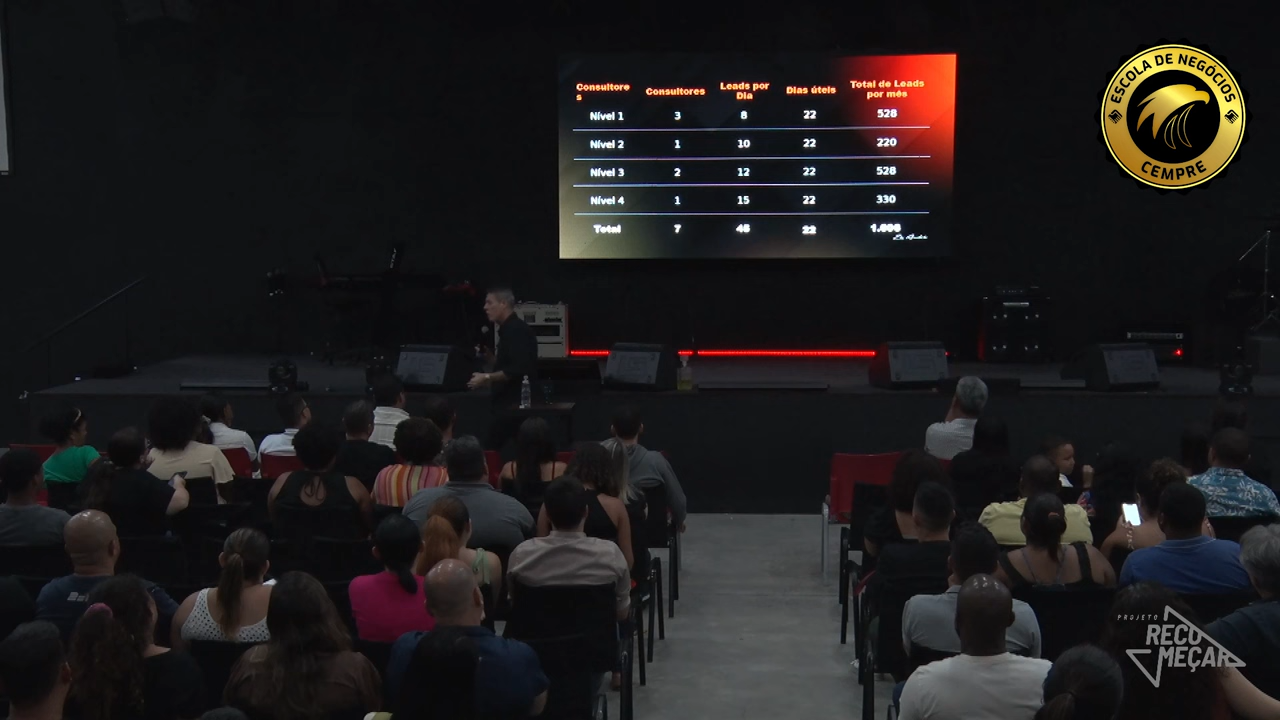 Consultore
s
Consultores
Leads por
Dia
Dias úteis
Total de Leads
por mês
Nível 1 3 8 22 528
Nível 2 1 10 22 220
Nível 3 2 12 22 528
Nível 4 1 15 22 330
Total 7 45 22
ESCOLA DE NEGÓCIOS
CEMPRE
PROJETO
RECO
MEÇAR